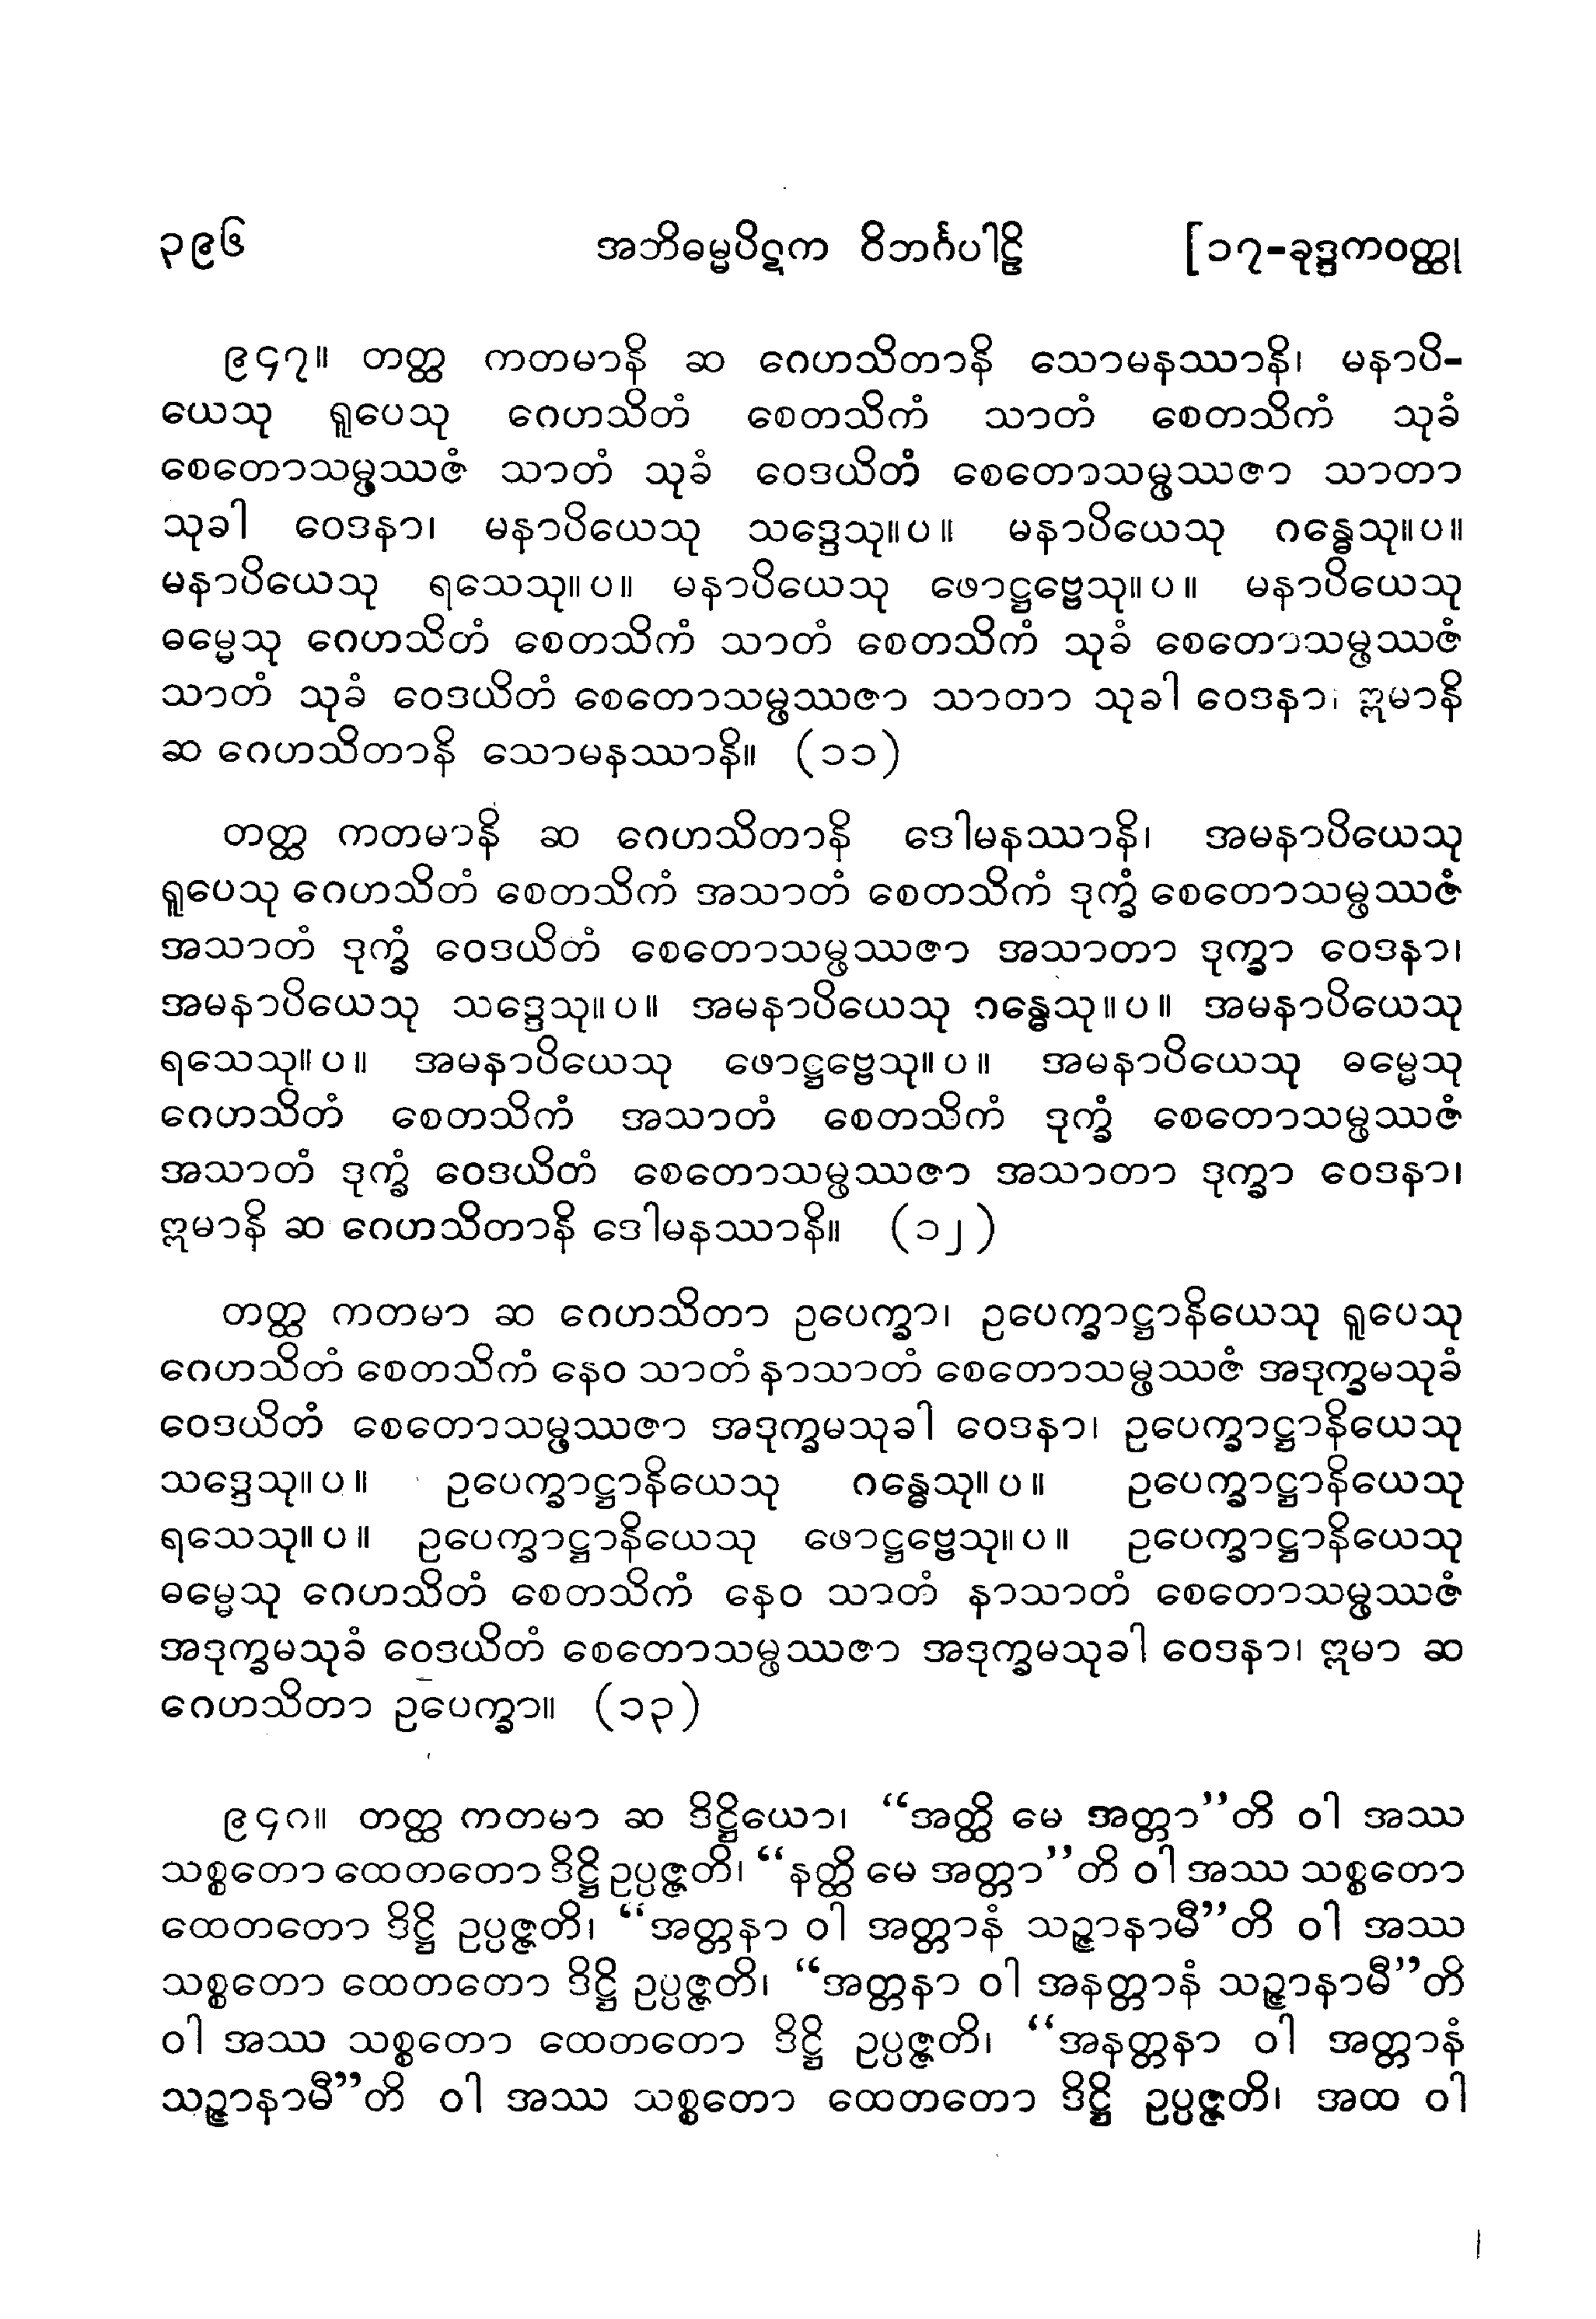 ၃၉၆ အဘိဓမ္မပိဋက ဝိဘင်္ဂပါဠိ [၁၇-ခုဒ္ဒကဝတ္ထု
၉၄၇။ တတ္ထ ကတမာနိ ဆ ဂေဟသိတာနိ သောမနဿာနိ၊ မနာပိ-
ယေသု ရူပေသု ဂေဟသိတံ စေတသိကံ သာတံ စေတသိကံ သုခံ
စေတောသမ္ဖဿဇံ သာတံ သုခံ ဝေဒယိတံ စေတောသမ္ဖဿဇာ သာတာ
သုခါ ဝေဒနာ၊ မနာပိယေသု သဒ္ဒေသု။ပ။ မနာပိယေသု ဂန္ဓေသု။ပ။
မနာပိယေသု ရသေသု။ပ။ မနာပိယေသု ဖောဋ္ဌဗ္ဗေသု။ပ။ မနာပိယေသု
ဓမ္မေသု ဂေဟသိတံ စေတသိကံ သာတံ စေတသိကံ သုခံ စေတောသမ္ဖဿဇံ
သာတံ သုခံ ဝေဒယိတံ စေတောသမ္ဖဿဇာ သာတာ သုခါ ဝေဒနာ၊ ဣမာနိ
ဆ ဂေဟသိတာနိ သောမနဿာနိ။ (၁၁)
တတ္ထ ကတမာနိ ဆ ဂေဟသိတာနိ ဒေါမနဿာနိ၊ အမနာပိယေသု
ရူပေသု ဂေဟသိတံ စေတသိကံ အသာတံ စေတသိကံ ဒုက္ခံ စေတောသမ္ဖဿဇံ
အသာတံ ဒုက္ခံ ဝေဒယိတံ စေတောသမ္ဖဿဇာ အသာတာ ဒုက္ခာ ဝေဒနာ၊
အမနာပိယေသု သဒ္ဒေသု။ပ။ အမနာပိယေသု ဂန္ဓေသု။ပ။ အမနာပိယေသု
ရသေသု။ပ။ အမနာပိယေသု ဖောဋ္ဌဗ္ဗေသု။ပ။ အမနာပိယေသု ဓမ္မေသု
ဂေဟသိတံ စေတသိကံ အသာတံ စေတသိကံ ဒုက္ခံ စေတောသမ္ဖဿဇံ
အသာတံ ဒုက္ခံ ဝေဒယိတံ စေတောသမ္ဖဿဇာ အသာတာ ဒုက္ခာ ဝေဒနာ၊
ဣမာနိ ဆ ဂေဟသိတာနိ ဒေါမနဿာနိ။ (၁၂)
တတ္ထ ကတမာ ဆ ဂေဟသိတာ ဥပေက္ခာ၊ ဥပေက္ခာဋ္ဌာနိယေသု ရူပေသု
ဂေဟသိတံ စေတသိကံ နေဝ သာတံ နာသာတံ စေတောသမ္ဖဿဇံ အဒုက္ခမသုခံ
ဝေဒယိတံ စေတောသမ္ဖဿဇာ အဒုက္ခမသုခါ ဝေဒနာ၊ ဥပေက္ခာဋ္ဌာနိယေသု
သဒ္ဒေသု။ပ။ ဥပေက္ခာဋ္ဌာနိယေသု ဂန္ဓေသု။ပ။ ဥပေက္ခာဋ္ဌာနိယေသု
ရသေသု။ပ။ ဥပေက္ခာဋ္ဌာနိယေသု ဖောဋ္ဌဗ္ဗေသု။ပ။ ဥပေက္ခာဋ္ဌာနိယေသု
ဓမ္မေသု ဂေဟသိတံ စေတသိကံ နေဝ သာတံ နာသာတံ စေတောသမ္ဖဿဇံ
အဒုက္ခမသုခံ ဝေဒယိတံ စေတောသမ္ဖဿဇာ အဒုက္ခမသုခါ ဝေဒနာ၊ ဣမာ ဆ
ဂေဟသိတာ ဥပေက္ခာ။ (၁၃)
၉၄၈။ တတ္ထ ကတမာ ဆ ဒိဋ္ဌိယော၊ “အတ္ထိ မေ အတ္တာ”တိ ဝါ အဿ
သစ္စတော ထေတတော ဒိဋ္ဌိ ဥပ္ပဇ္ဇတိ၊ “နတ္ထိ မေ အတ္တာ”တိ ဝါ အဿ သစ္စတော
ထေတတော ဒိဋ္ဌိ ဥပ္ပဇ္ဇတိ၊ “အတ္တနာ ဝါ အတ္တာနံ သဉ္ဇာနာမီ”တိ ဝါ အဿ
သစ္စတော ထေတတော ဒိဋ္ဌိ ဥပ္ပဇ္ဇတိ၊ “အတ္တနာ ဝါ အနတ္တာနံ သဉ္ဇာနာမီ”တိ
ဝါ အဿ သစ္စတော ထေတတော ဒိဋ္ဌိ ဥပ္ပဇ္ဇတိ၊ “အနတ္တနာ ဝါ အတ္တာနံ
သဉ္ဇာနာမီ”တိ ဝါ အဿ သစ္စတော ထေတတော ဒိဋ္ဌိ ဥပ္ပဇ္ဇတိ၊ အထ ဝါ